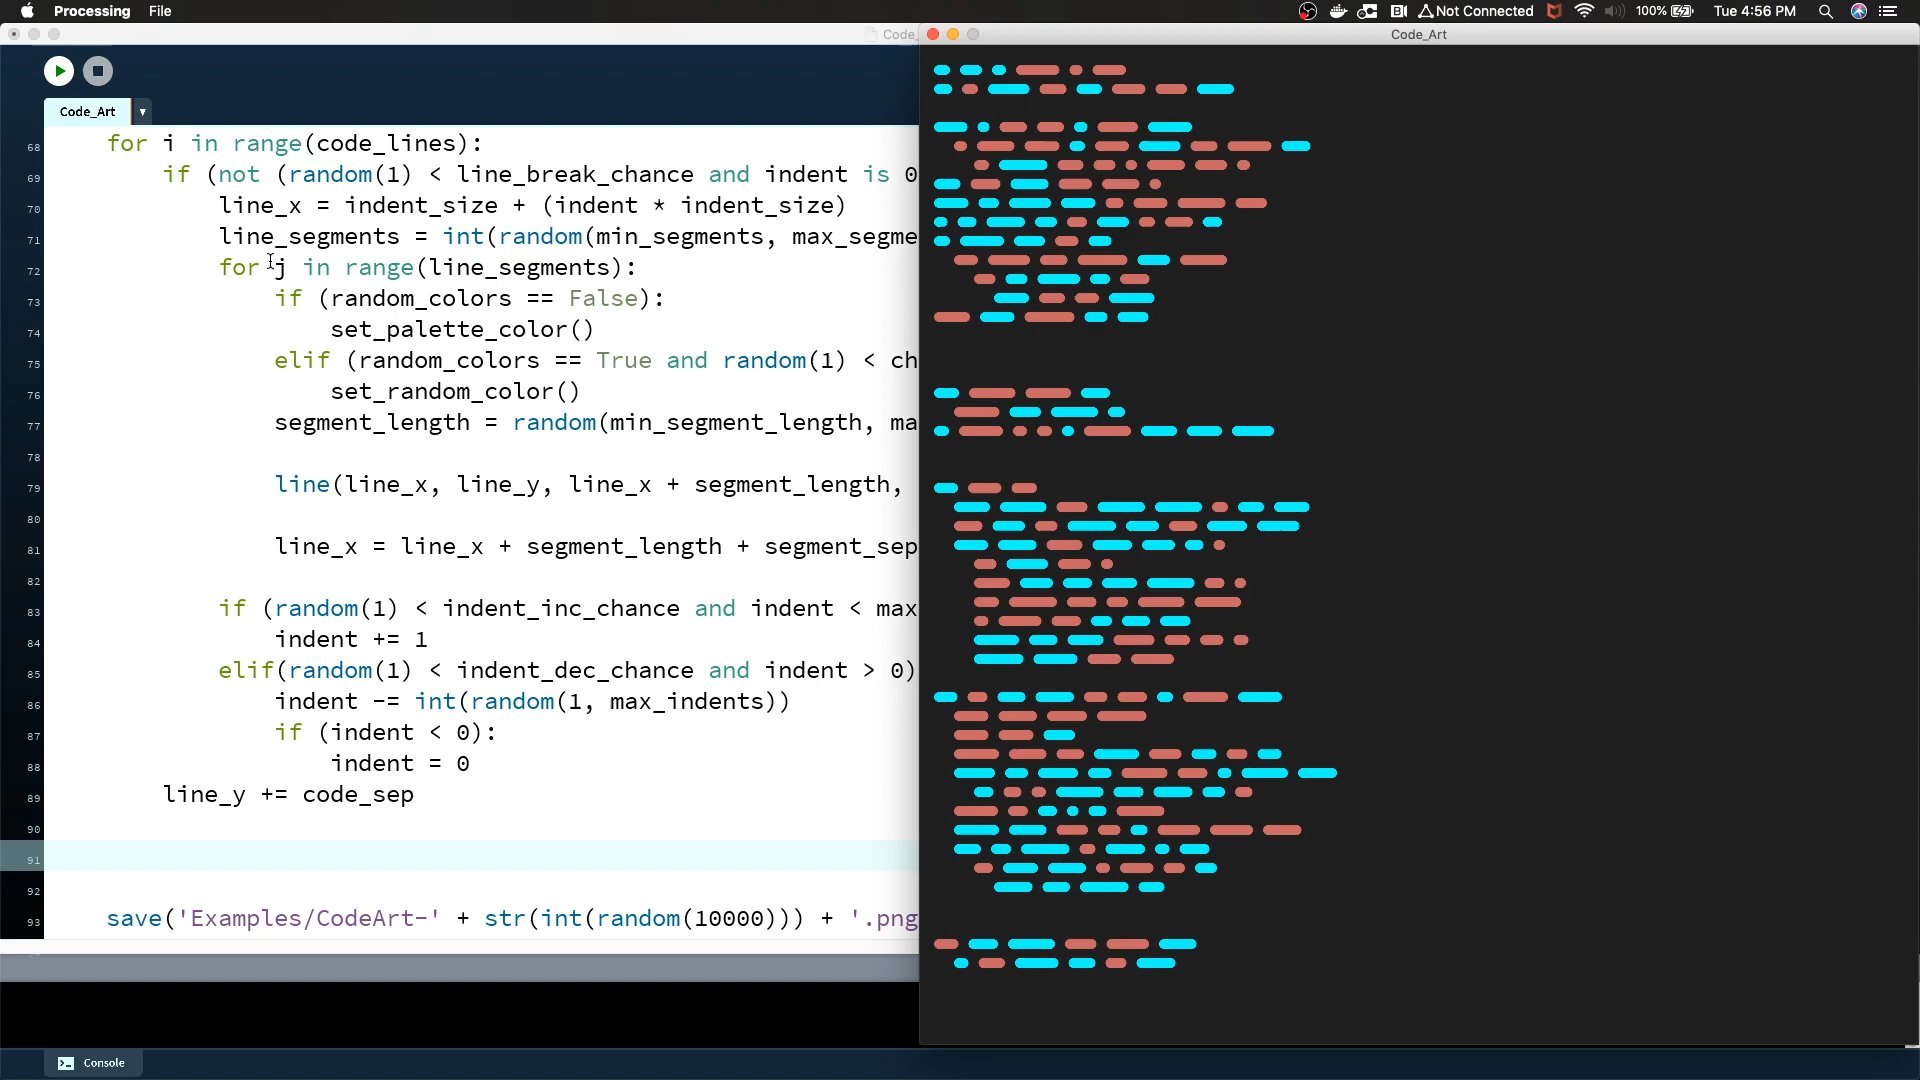 Processing File
Not Connected 100% Tue 4:56 PM
Code_
Code_Art
Code_Art
68 for i in range(code_lines):
69 if (not (random(1) < line_break_chance and indent is 0
70 line_x = indent_size + (indent * indent_size)
71 line_segments = int(random(min_segments, max_segme
72 for j in range(line_segments):
73 if (random_colors == False):
74 set_palette_color()
75 elif (random_colors == True and random(1) < ch
76 set_random_color()
77 segment_length = random(min_segment_length, ma
78
79 line(line_x, line_y, line_x + segment_length,
80
81 line_x = line_x + segment_length + segment_sep
82
83 if (random(1) < indent_inc_chance and indent < max
84 indent += 1
85 elif(random(1) < indent_dec_chance and indent > 0)
86 indent -= int(random(1, max_indents))
87 if (indent < 0):
88 indent = 0
89 line_y += code_sep
90
91
92
93 save('Examples/CodeArt-' + str(int(random(10000))) + '.png
Console